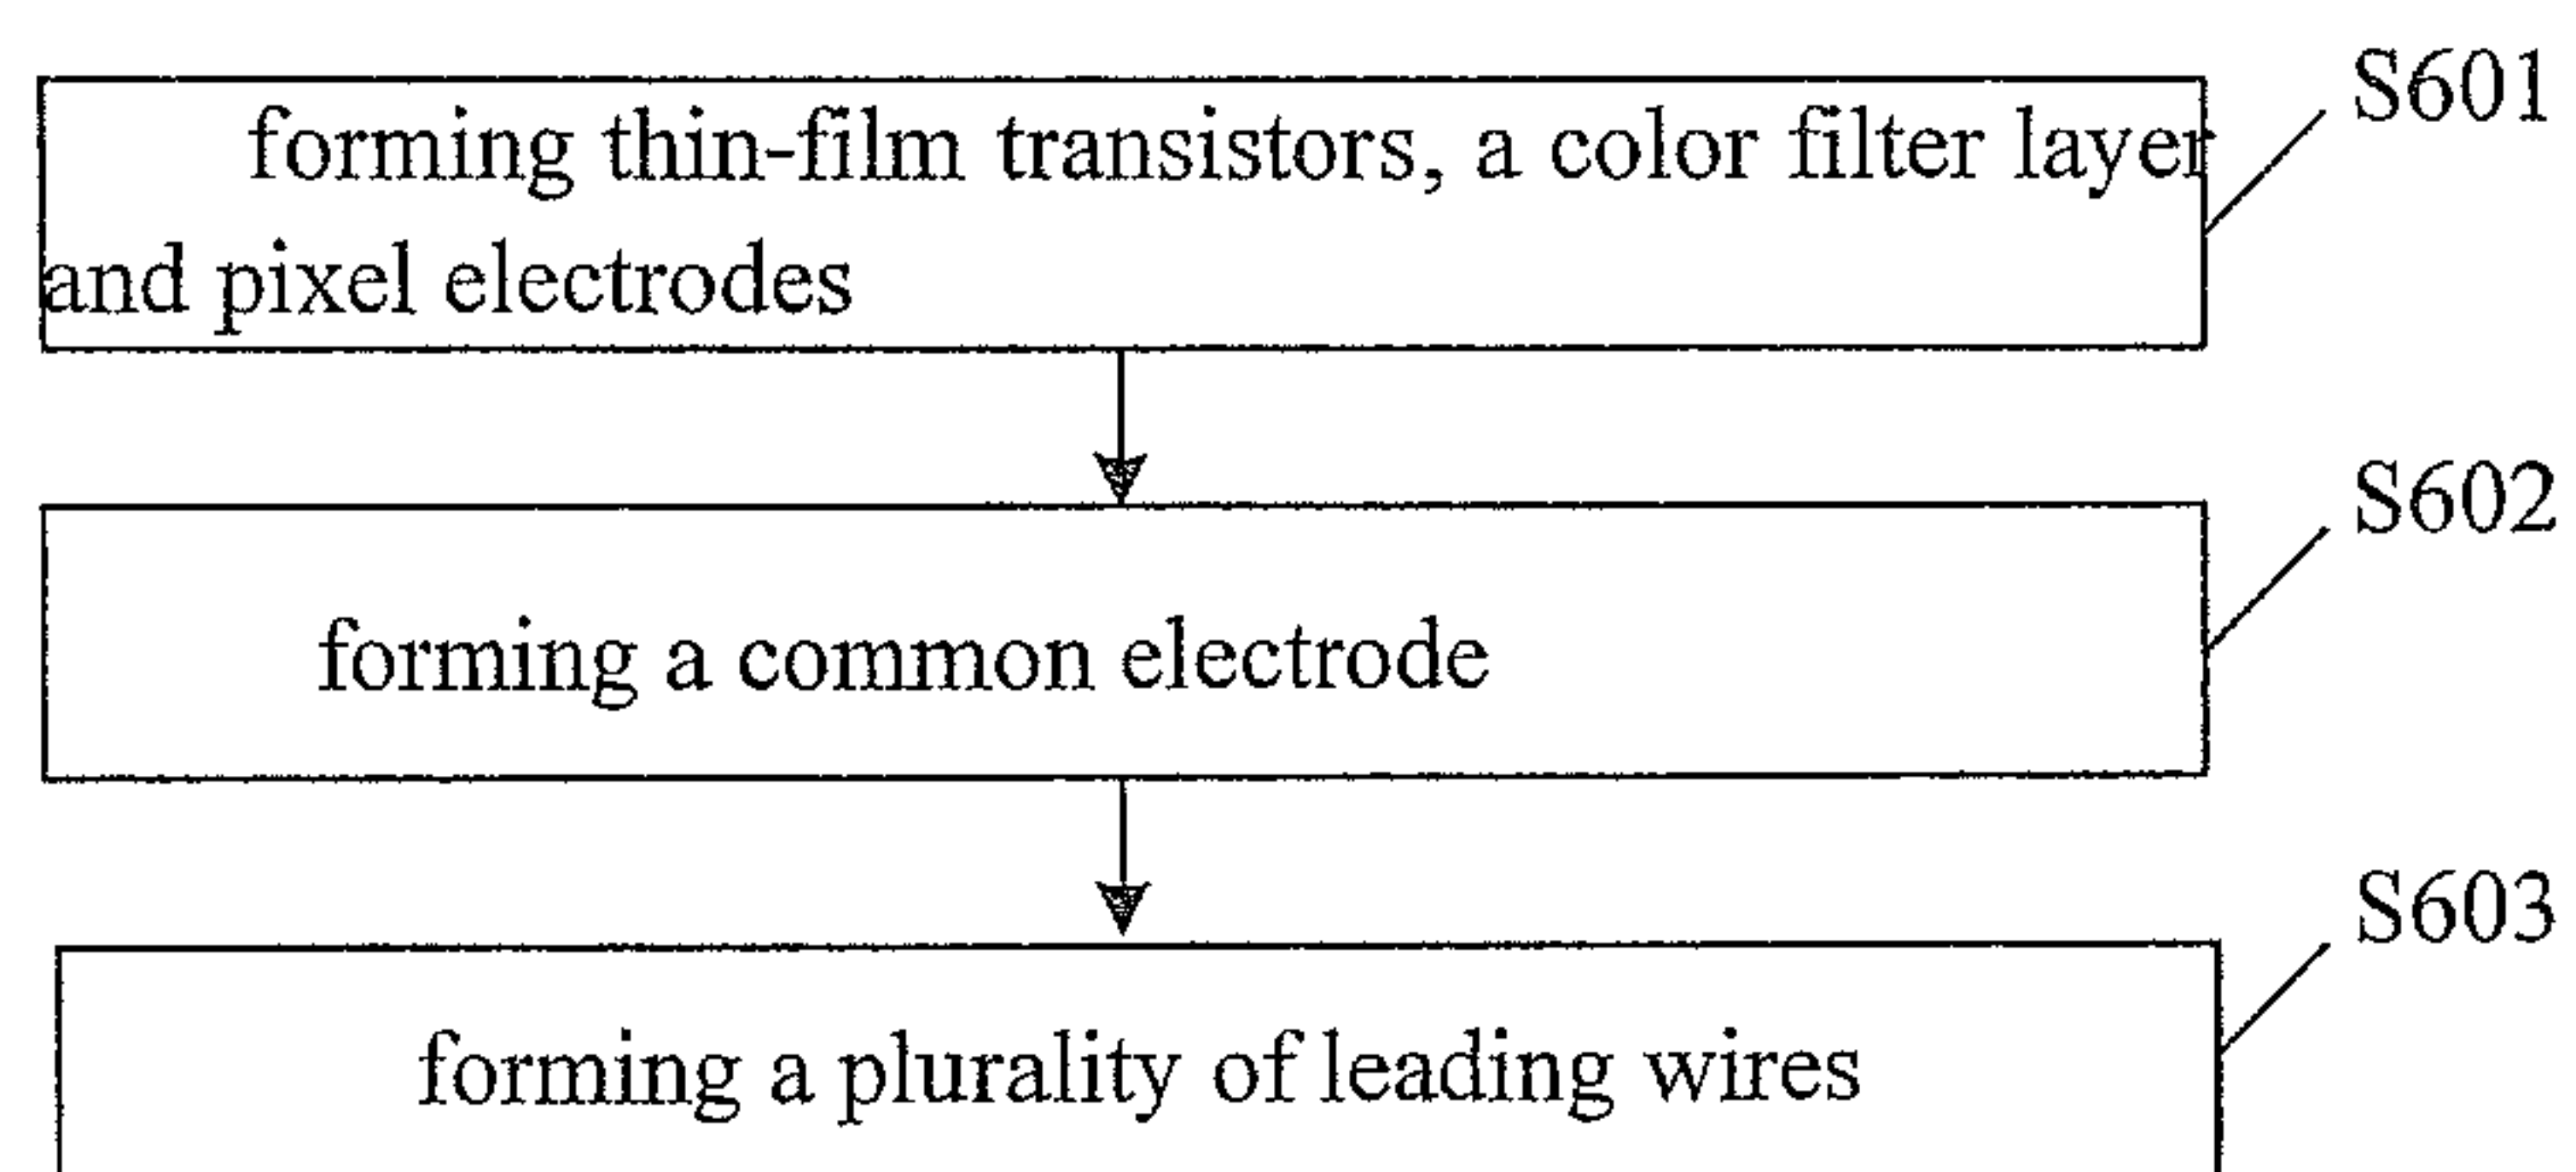 S601
forming thin-film transistors, a color filter layer
and pixel electrodes
S602
forming a common electrode
S603
forming a plurality of leading wires